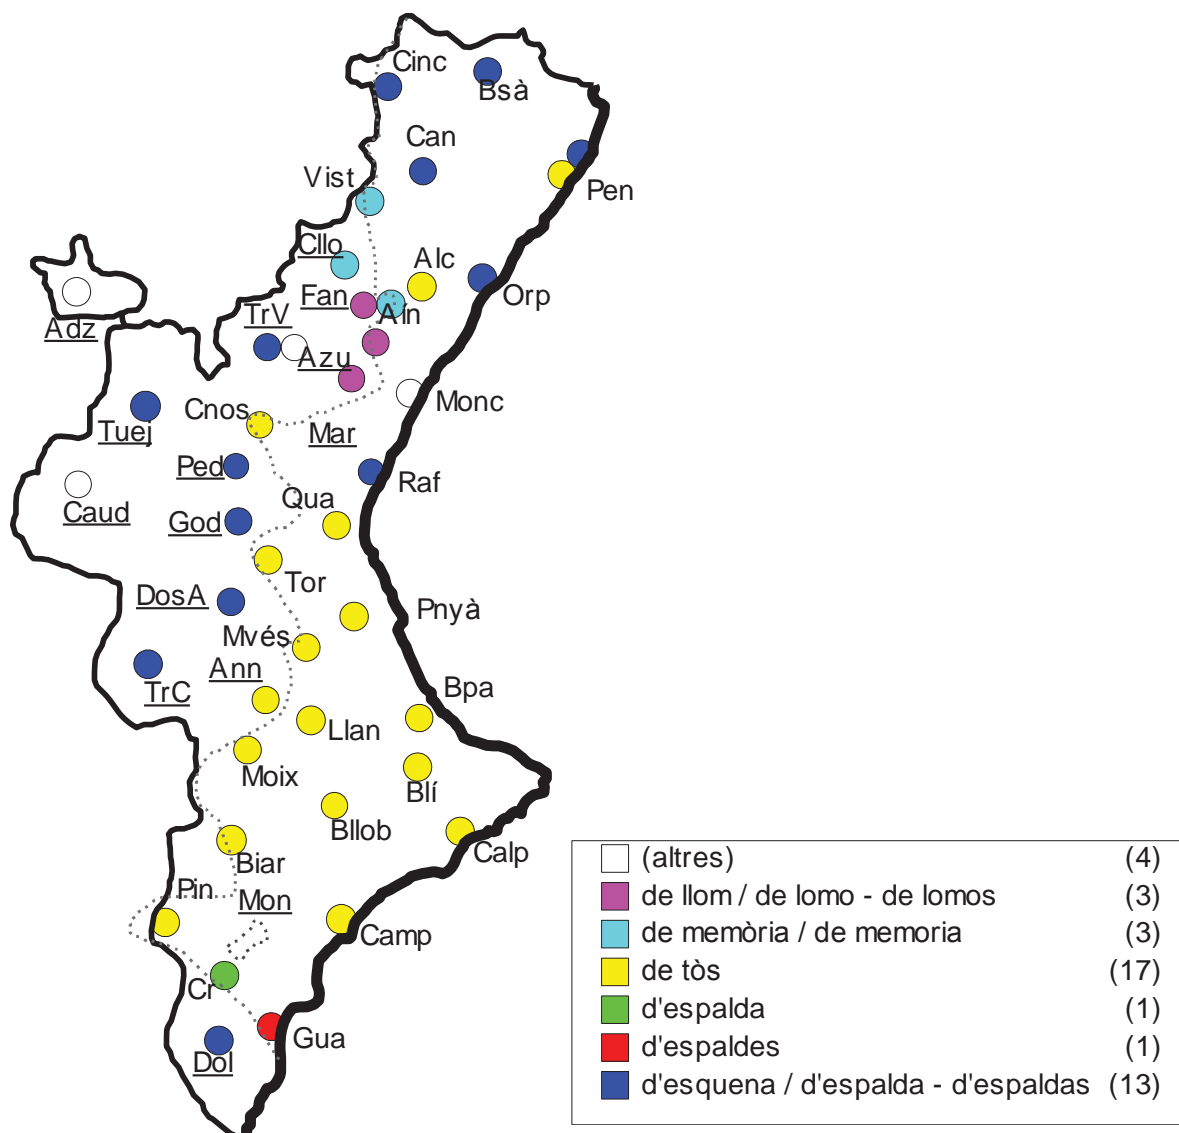 Cinc
Bsà
Can
Pen
Vist
Cllo
Alc
Orp
Fan
Aín
Adz
TrV
Azu
Monc
Cnos
Mar
Tuej
Ped
Raf
Caud
Qua
God
Tor
DosA
Pnyà
Mvés
Ann
TrC
Bpa
Llan
Moix
Blí
Bllob
Calp
Biar
Pin
Mon
Camp
Cr
Gua
Dol
(altres) (4)
de llom / de lomo - de lomos (3)
de memòria / de memoria (3)
de tòs (17)
d'espalda (1)
d'espaldes (1)
d'esquena / d'espalda - d'espaldas (13)